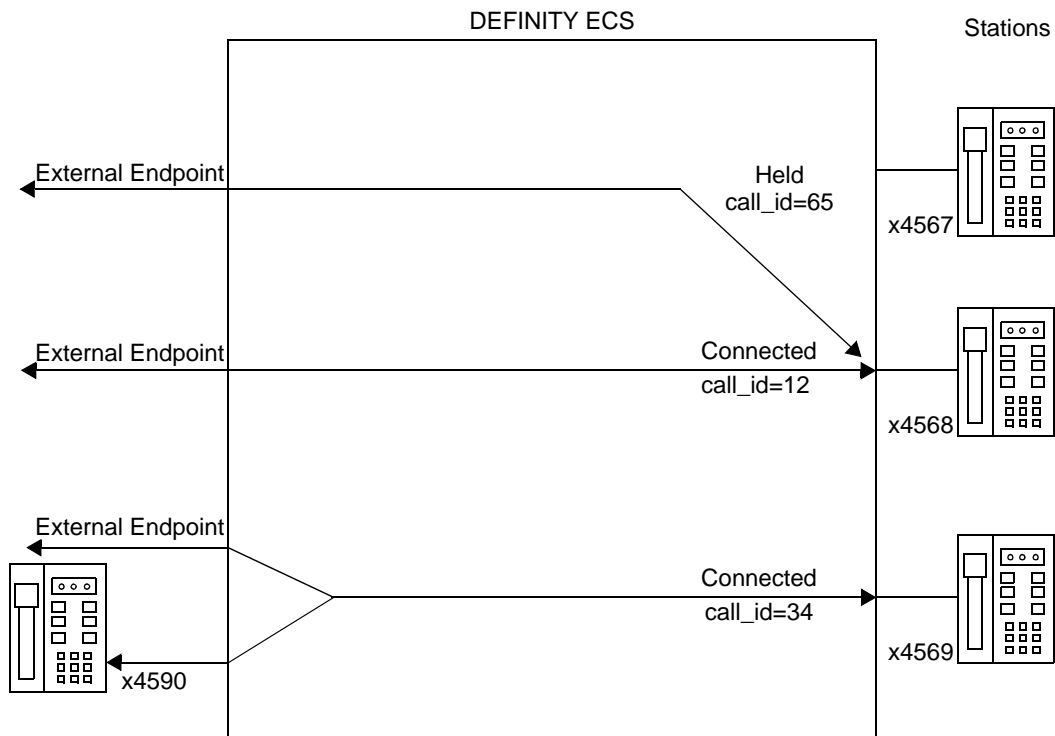 DEFINITY ECS
Stations
External Endpoint
Held
call_id=65
x4567
External Endpoint
Connected
call_id=12
x4568
External Endpoint
Connected
call_id=34
x4569
x4590